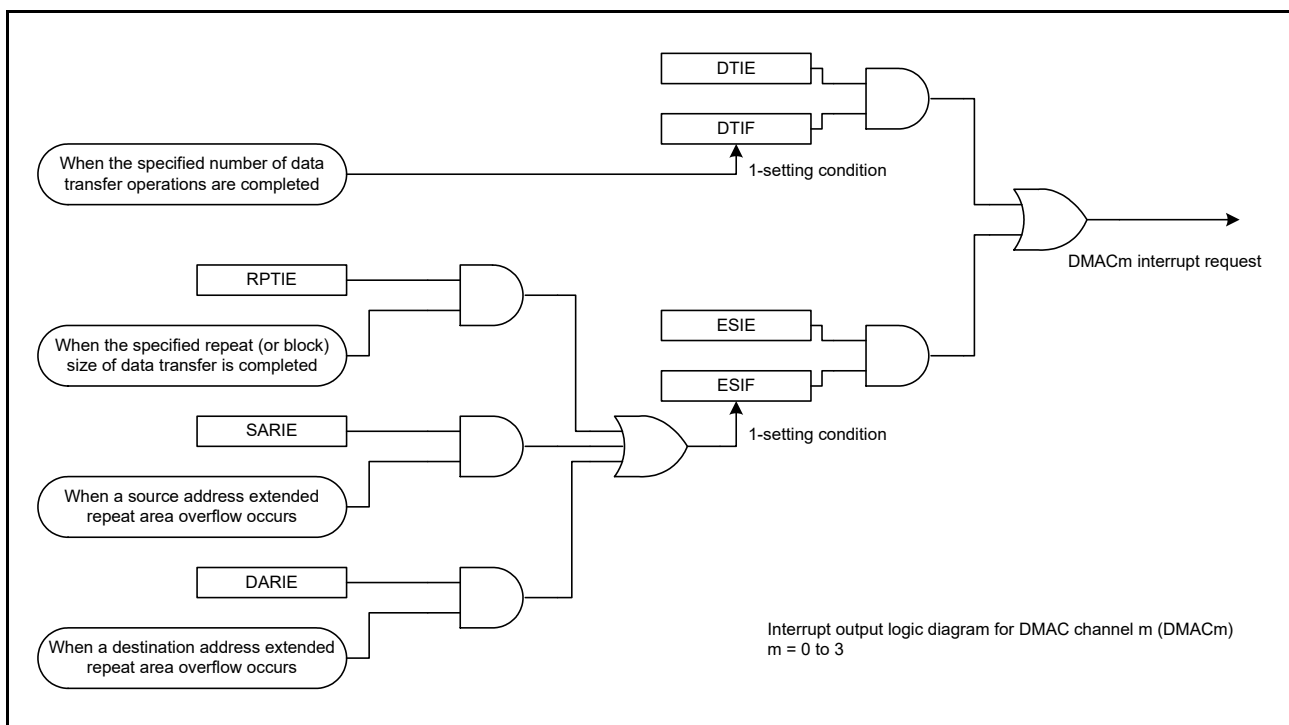 DTIE
DTIF
When the specified number of data
transfer operations are completed
1-setting condition
DMACm interrupt request
RPTIE
When the specified repeat (or block)
size of data transfer is completed
ESIE
ESIF
1-setting condition
SARIE
When a source address extended
repeat area overflow occurs
DARIE
When a destination address extended
repeat area overflow occurs
Interrupt output logic diagram for DMAC channel m (DMACm)
m = 0 to 3